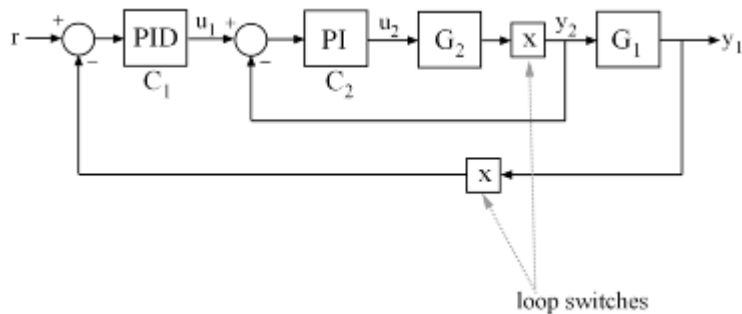 r
+
−
PID
C1
u1
+
−
PI
C2
u2
G2
x
y2
G1
y1
x
loop switches